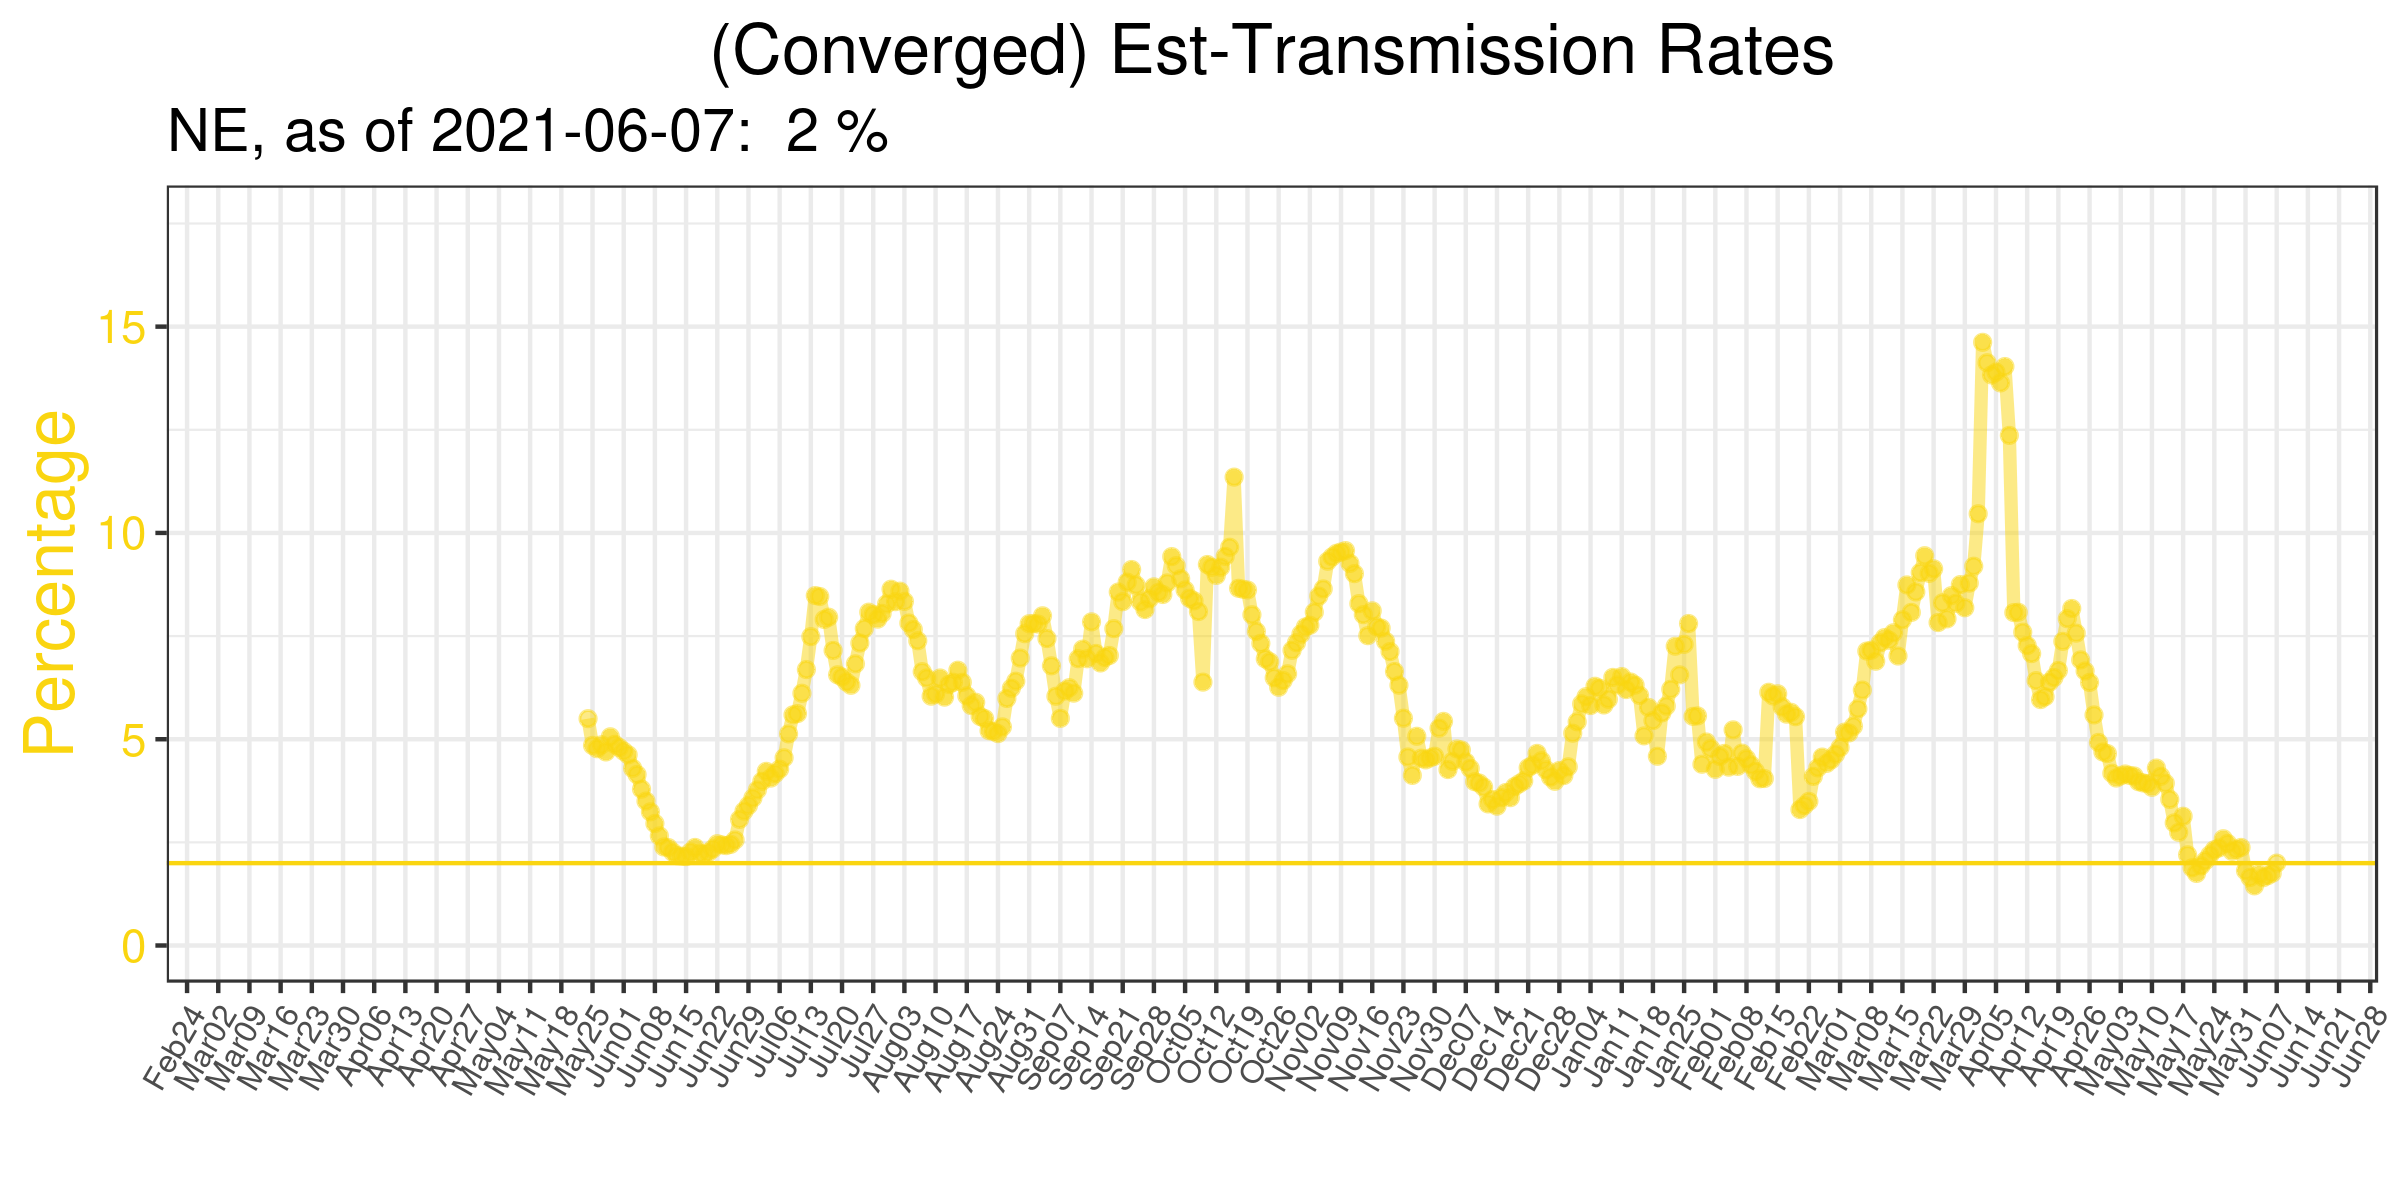 (Converged) Est-Transmission Rates
NE, as of 2021-06-07:  2 %
Percentage
15
10
5
0
Feb24
Mar02
Mar09
Mar16
Mar23
Mar30
Apr06
Apr13
Apr20
Apr27
May04
May11
May18
May25
Jun01
Jun08
Jun15
Jun22
Jun29
Jul06
Jul13
Jul20
Jul27
Aug03
Aug10
Aug17
Aug24
Aug31
Sep07
Sep14
Sep21
Sep28
Oct05
Oct12
Oct19
Oct26
Nov02
Nov09
Nov16
Nov23
Nov30
Dec07
Dec14
Dec21
Dec28
Jan04
Jan11
Jan18
Jan25
Feb01
Feb08
Feb15
Feb22
Mar01
Mar08
Mar15
Mar22
Mar29
Apr05
Apr12
Apr19
Apr26
May03
May10
May17
May24
May31
Jun07
Jun14
Jun21
Jun28